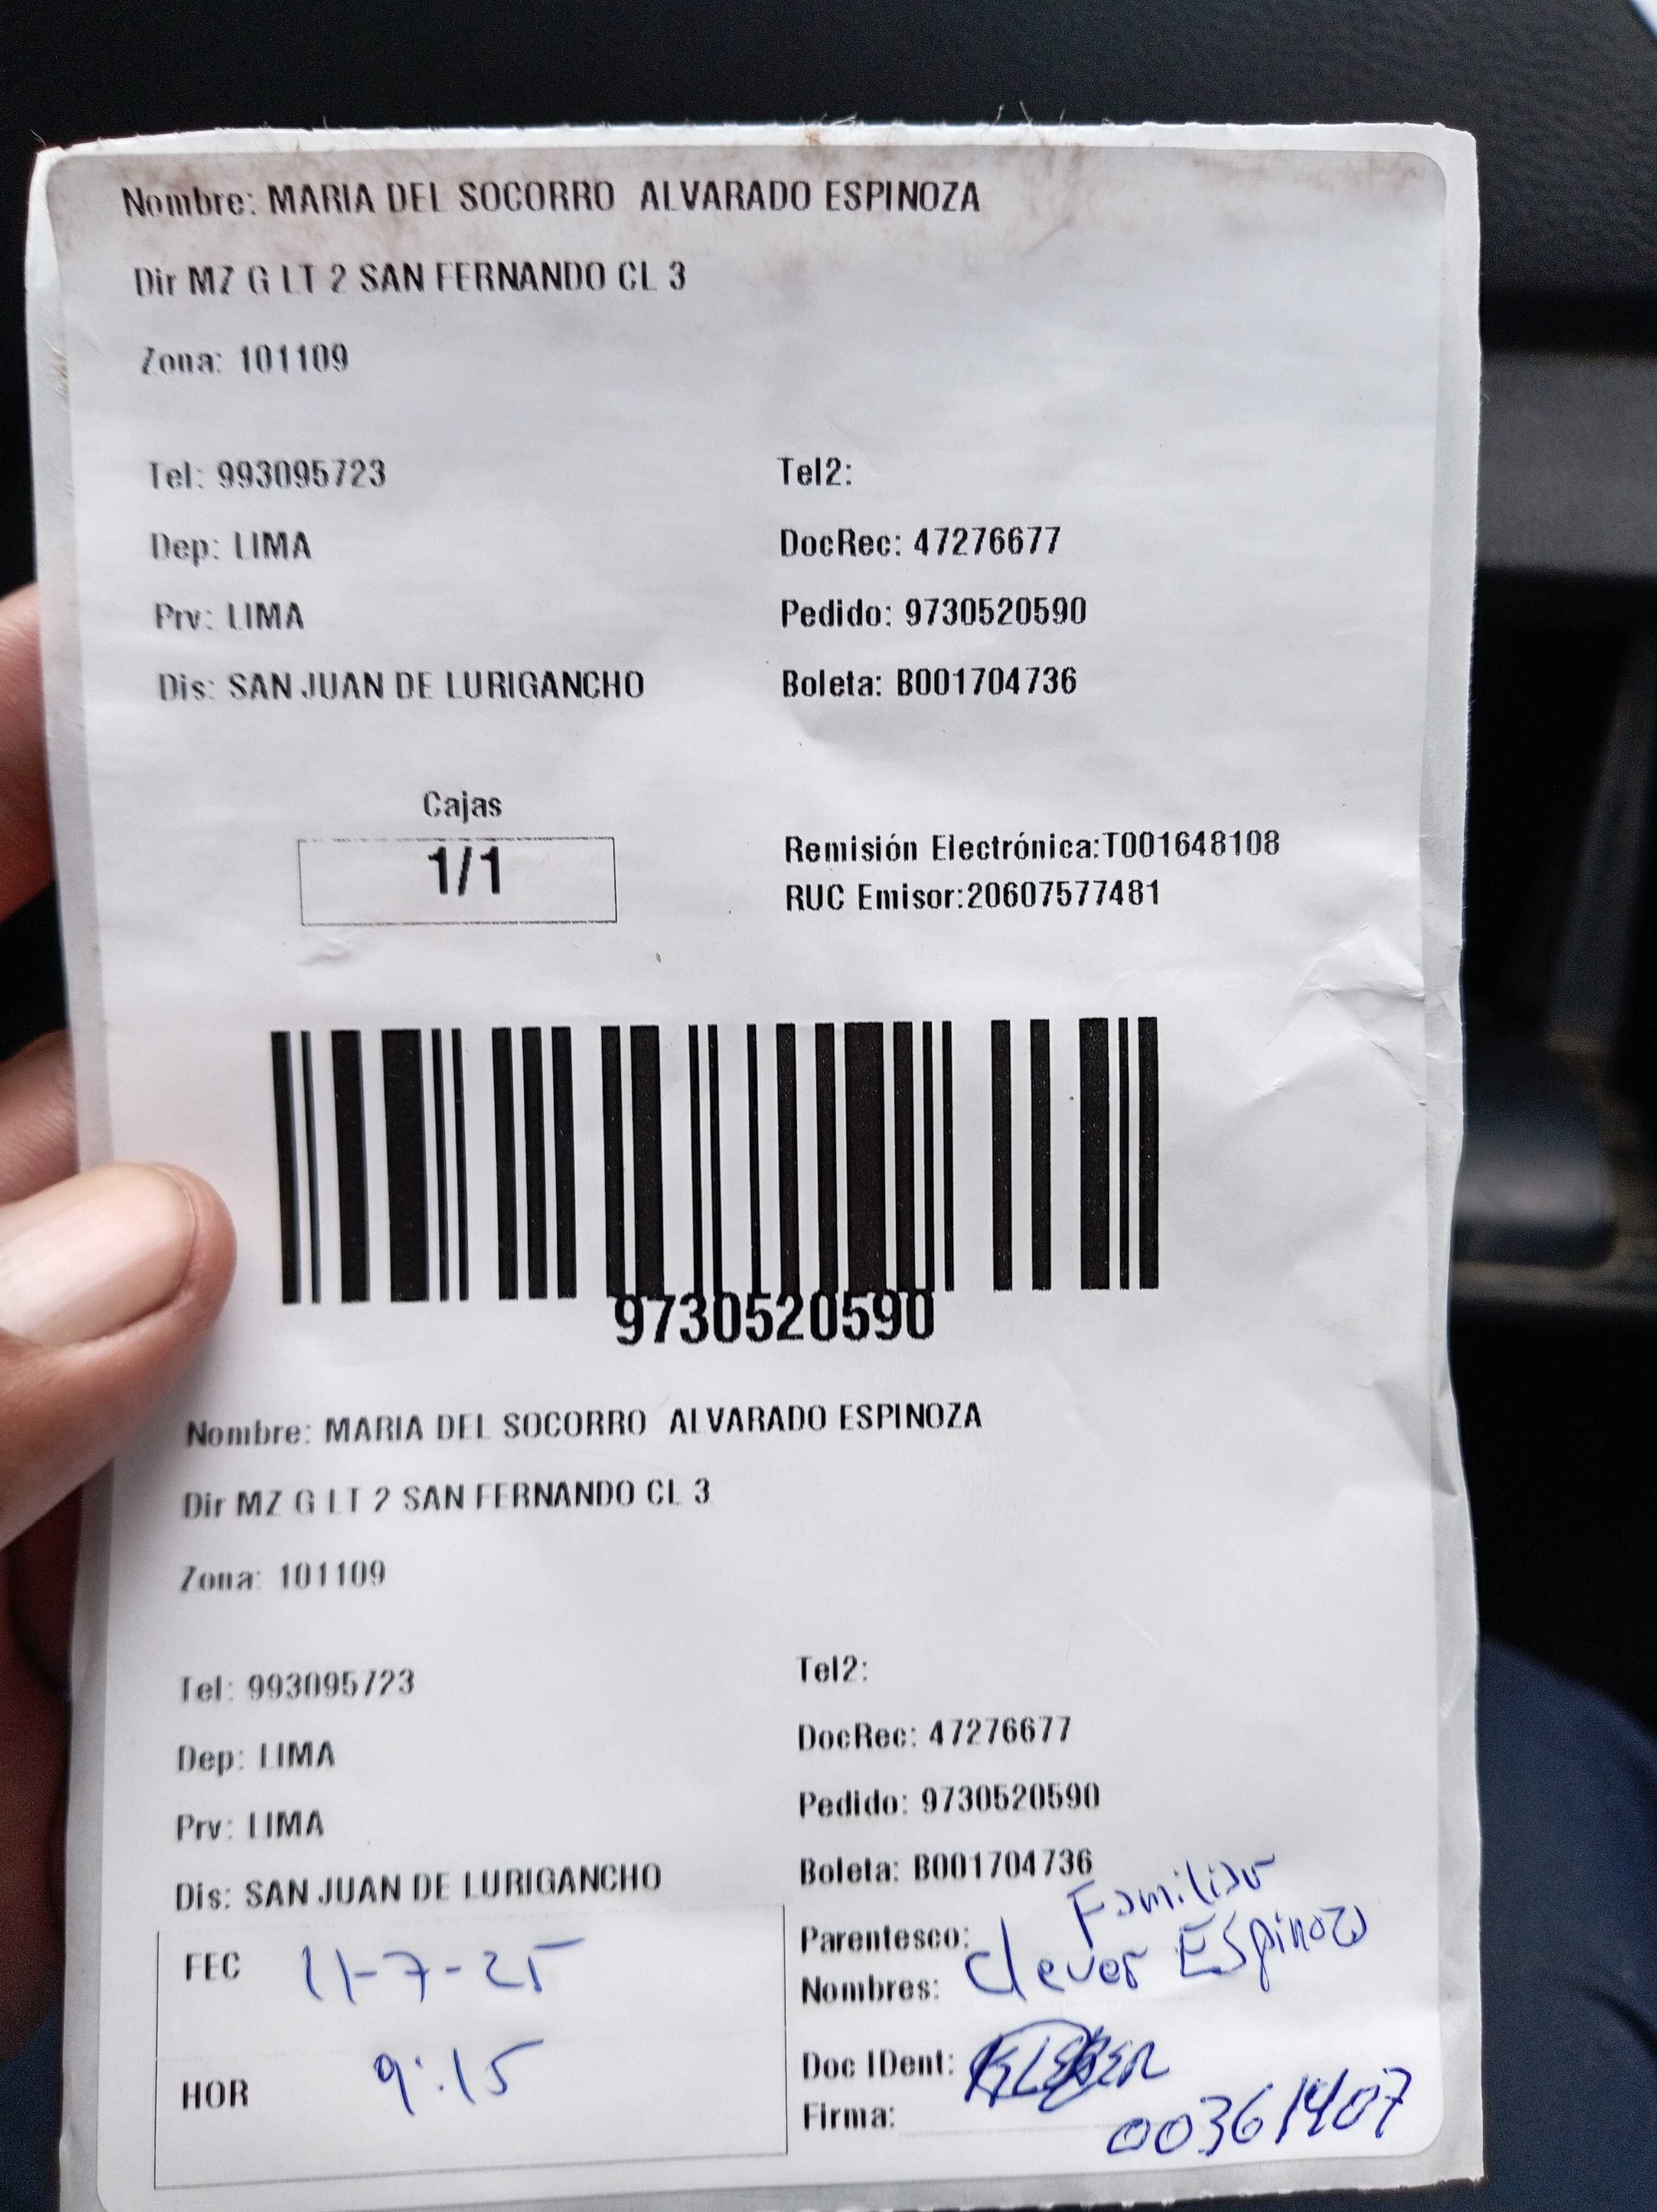 Nombre: MARIA DEL SOCORRO ALVARADO ESPINOZA
Dir MZ G LT 2 SAN FERNANDO CL 3
Zona: 101109
Tel: 993095723 Tel2:
Dep: LIMA DocRec: 47276677
Prv: LIMA Pedido: 9730520590
Dis: SAN JUAN DE LURIGANCHO Boleta: B001704736
Cajas
1/1
Remisión Electrónica:T001648108
RUC Emisor:20607577481
9730520590
Nombre: MARIA DEL SOCORRO ALVARADO ESPINOZA
Dir MZ G LT 2 SAN FERNANDO CL 3
Zona: 101109
Tel: 993095723 Tel2:
Dep: LIMA DocRec: 47276677
Prv: LIMA Pedido: 9730520590
Dis: SAN JUAN DE LURIGANCHO Boleta: B001704736
FEC 11-7-25
Parentesco: Familiar
Nombres: Clever Espinoza
HOR 9:15
Doc IDent:
Firma: 00361407